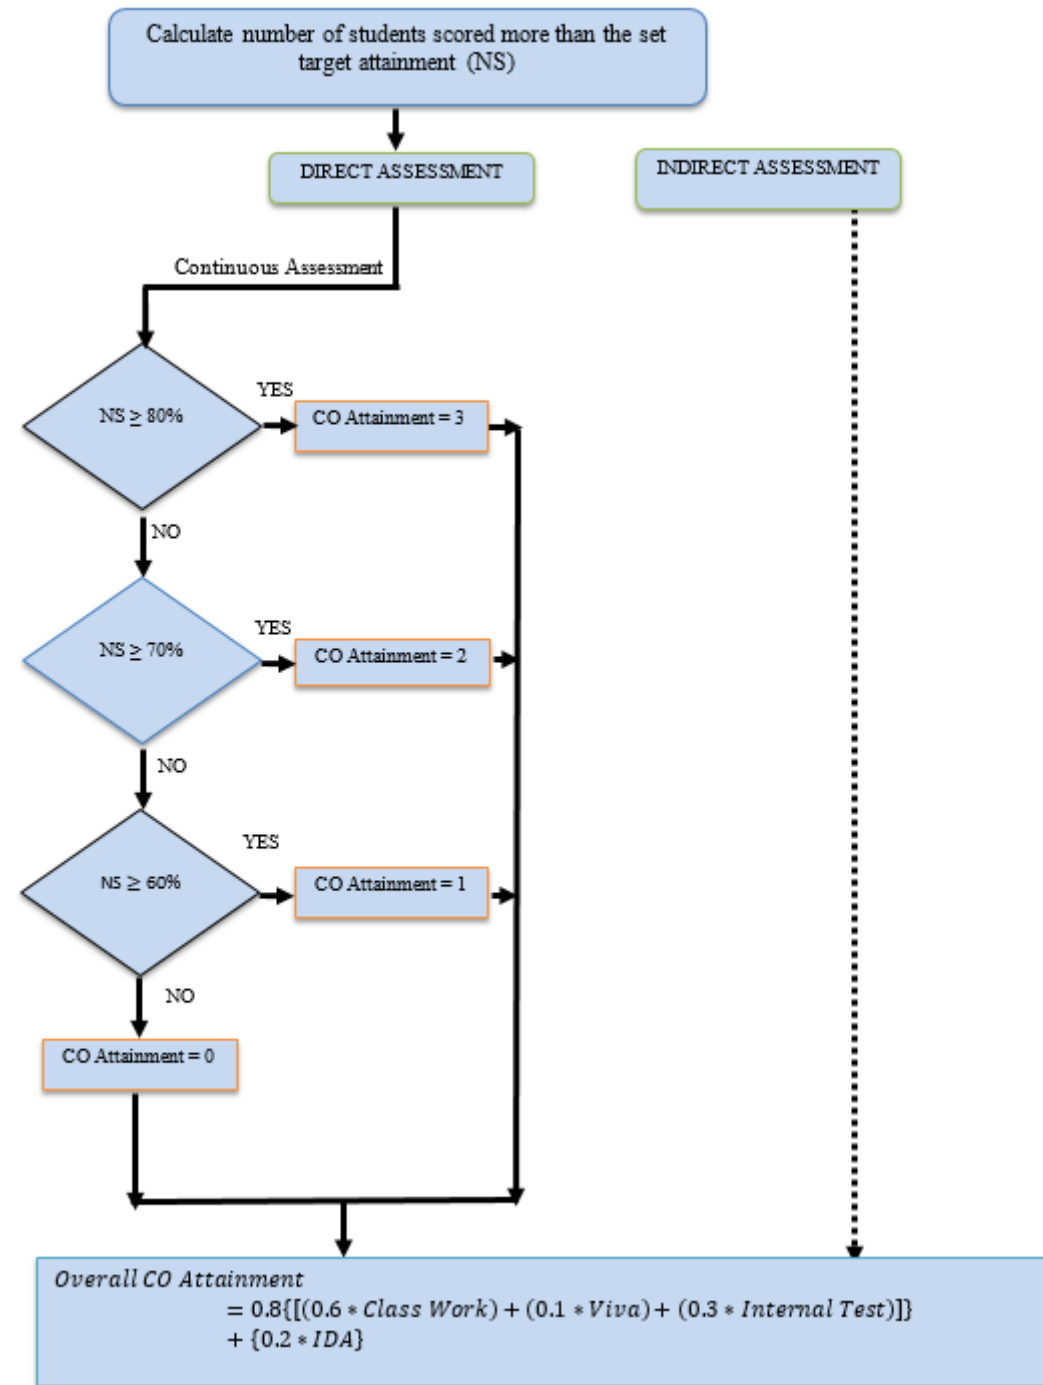 Calculate number of students scored more than the set
target attainment (NS)
DIRECT ASSESSMENT
INDIRECT ASSESSMENT
Continuous Assessment
NS ≥ 80%
YES
CO Attainment = 3
NO
NS ≥ 70%
YES
CO Attainment = 2
NO
NS ≥ 60%
YES
CO Attainment = 1
NO
CO Attainment = 0
Overall CO Attainment
= 0.8{[(0.6 * Class Work) + (0.1 * Viva) + (0.3 * Internal Test)]}
+ {0.2 * IDA}